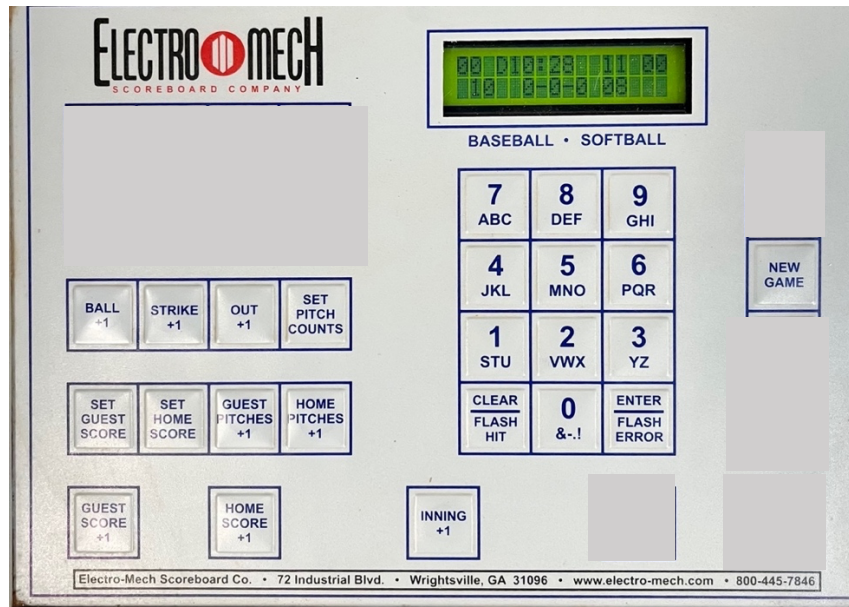 ELECTRO MECH
SCOREBOARD COMPANY
00 D10:28 11 00
10 0-0-0/08
BASEBALL • SOFTBALL
7
ABC
8
DEF
9
GHI
4
JKL
5
MNO
6
PQR
1
STU
2
VWX
3
YZ
CLEAR
FLASH
HIT
0
&-.!
ENTER
FLASH
ERROR
NEW
GAME
BALL
+1
STRIKE
+1
OUT
+1
SET
PITCH
COUNTS
SET
GUEST
SCORE
SET
HOME
SCORE
GUEST
PITCHES
+1
HOME
PITCHES
+1
GUEST
SCORE
+1
HOME
SCORE
+1
INNING
+1
Electro-Mech Scoreboard Co. • 72 Industrial Blvd. • Wrightsville, GA 31096 • www.electro-mech.com • 800-445-7846